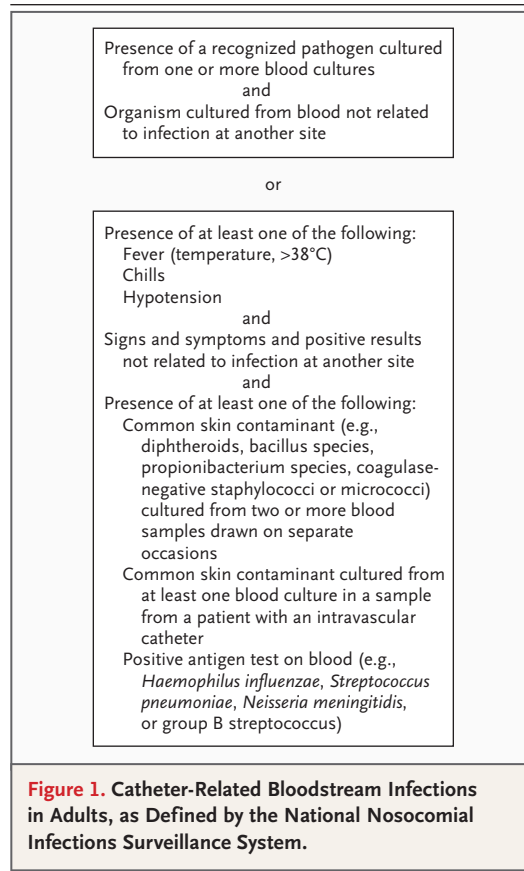 Presence of a recognized pathogen cultured
from one or more blood cultures
and
Organism cultured from blood not related
to infection at another site
or
Presence of at least one of the following:
Fever (temperature, >38°C)
Chills
Hypotension
and
Signs and symptoms and positive results
not related to infection at another site
and
Presence of at least one of the following:
Common skin contaminant (e.g.,
diphtheroids, bacillus species,
propionibacterium species, coagulase-
negative staphylococci or micrococci)
cultured from two or more blood
samples drawn on separate
occasions
Common skin contaminant cultured from
at least one blood culture in a sample
from a patient with an intravascular
catheter
Positive antigen test on blood (e.g.,
Haemophilus influenzae, Streptococcus
pneumoniae, Neisseria meningitidis,
or group B streptococcus)
Figure 1. Catheter-Related Bloodstream Infections
in Adults, as Defined by the National Nosocomial
Infections Surveillance System.